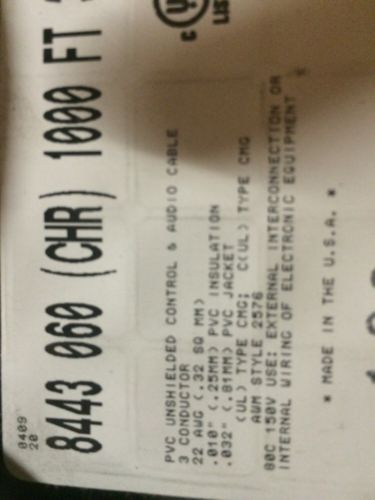 0409
20
8443 060 (CHR) 1000 FT
PVC UNSHIELDED CONTROL & AUDIO CABLE
3 CONDUCTOR
22 AWG (.32 SQ MM)
.010" (.25MM) PVC INSULATION
.032" (.81MM) PVC JACKET
(UL) TYPE CMG; C(UL) TYPE CMG
AWM STYLE 2576
80C 150V USE: EXTERNAL INTERCONNECTION OR
INTERNAL WIRING OF ELECTRONIC EQUIPMENT
* MADE IN THE U.S.A. *
C